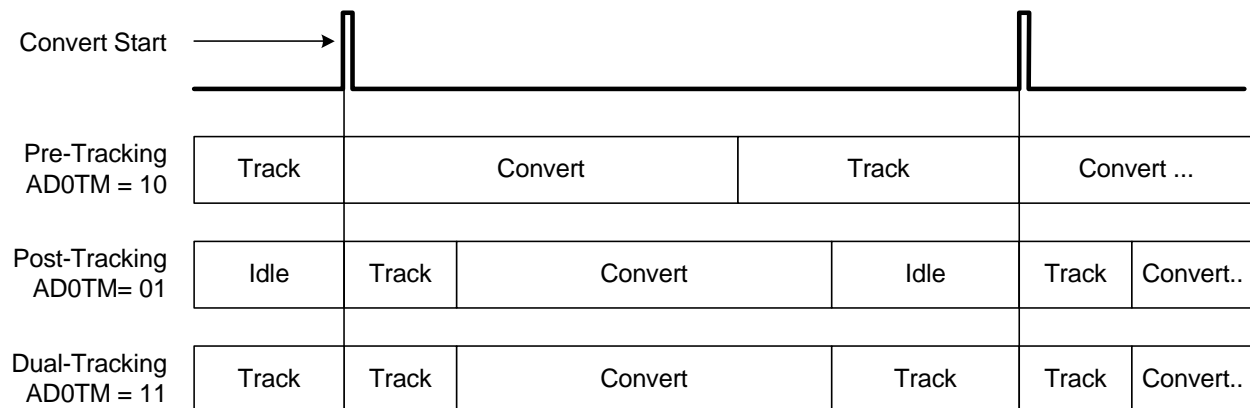 Convert Start
Pre-Tracking
AD0TM = 10
Track Convert Track Convert ...
Post-Tracking
AD0TM= 01
Idle Track Convert Idle Track Convert..
Dual-Tracking
AD0TM = 11
Track Track Convert Track Track Convert..